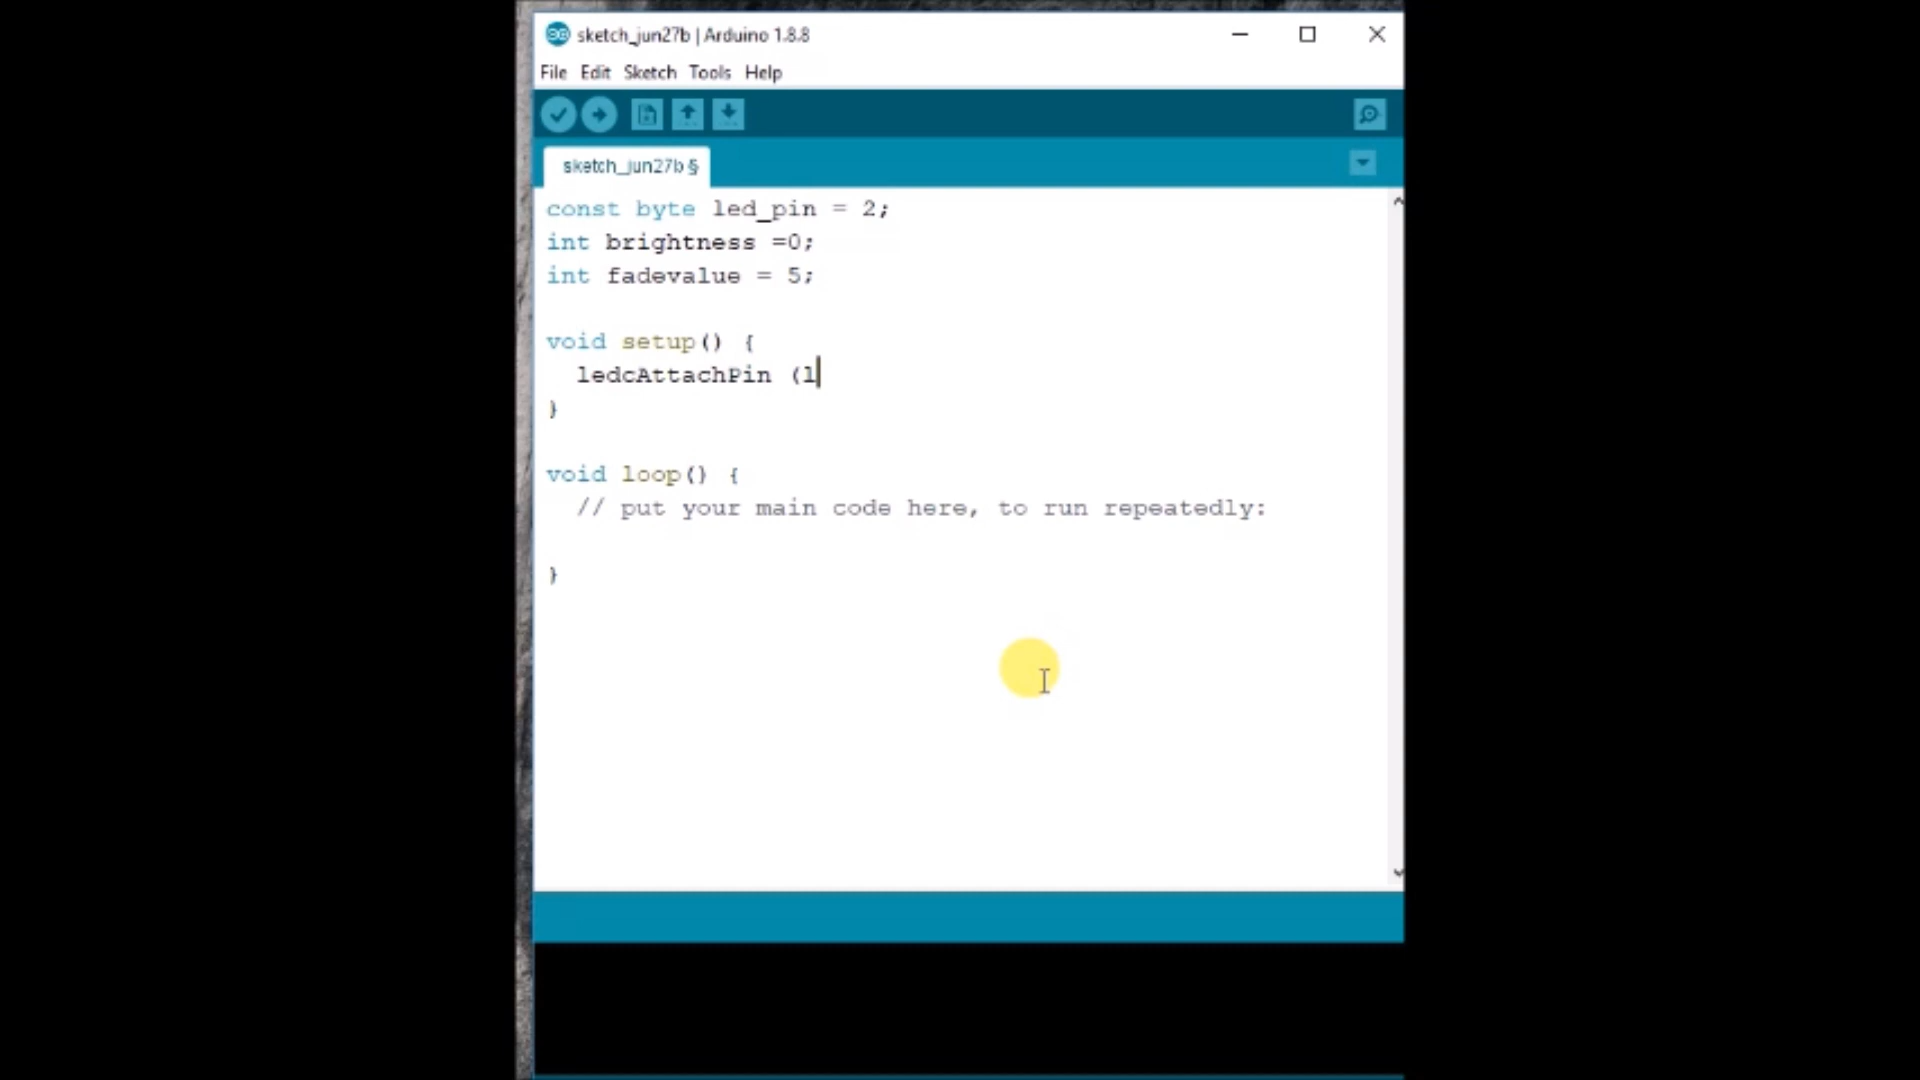 sketch_jun27b | Arduino 1.8.8
File Edit Sketch Tools Help
sketch_jun27b §
const byte led_pin = 2;
int brightness =0;
int fadevalue = 5;
void setup() {
ledcAttachPin (l
}
void loop() {
// put your main code here, to run repeatedly:
}